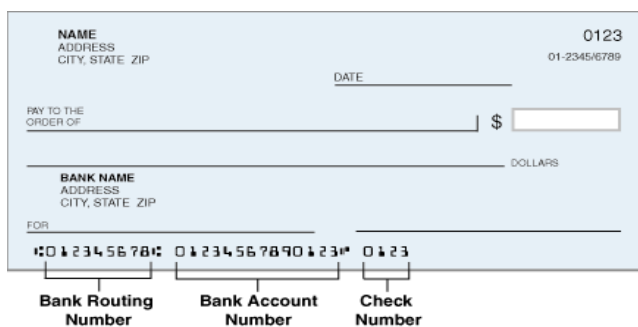 NAME
ADDRESS
CITY, STATE ZIP
0123
01-2345/6789
DATE
PAY TO THE
ORDER OF
$
DOLLARS
BANK NAME
ADDRESS
CITY, STATE ZIP
FOR
⑆012345678⑆ 01234567890123⑈ 0123
Bank Routing Number
Bank Account Number
Check Number